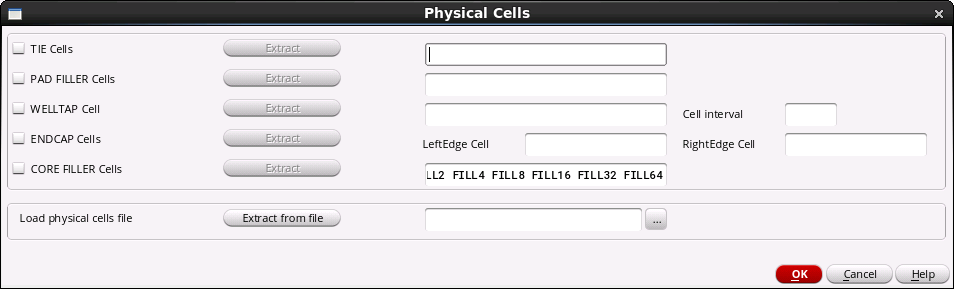 Physical Cells
TIE Cells Extract
PAD FILLER Cells Extract
WELLTAP Cell Extract Cell interval
ENDCAP Cells Extract LeftEdge Cell RightEdge Cell
CORE FILLER Cells Extract LL2 FILL4 FILL8 FILL16 FILL32 FILL64
Load physical cells file Extract from file ...
OK Cancel Help